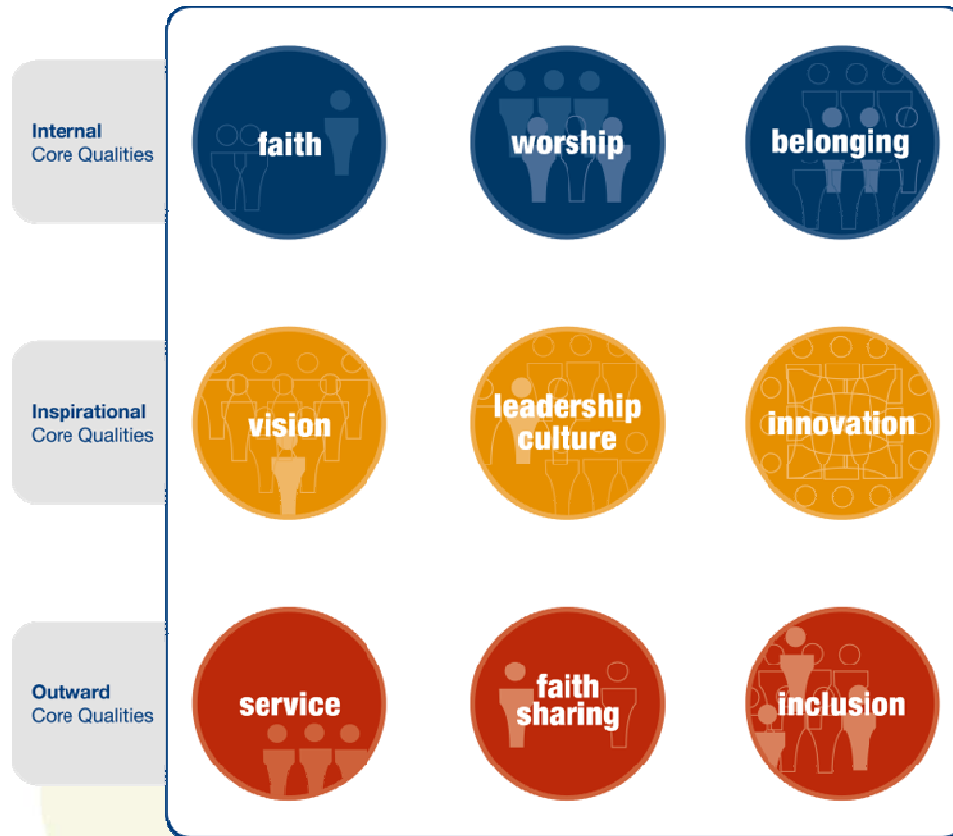 Internal
Core Qualities
faith
worship
belonging
Inspirational
Core Qualities
vision
leadership
culture
innovation
Outward
Core Qualities
service
faith
sharing
inclusion